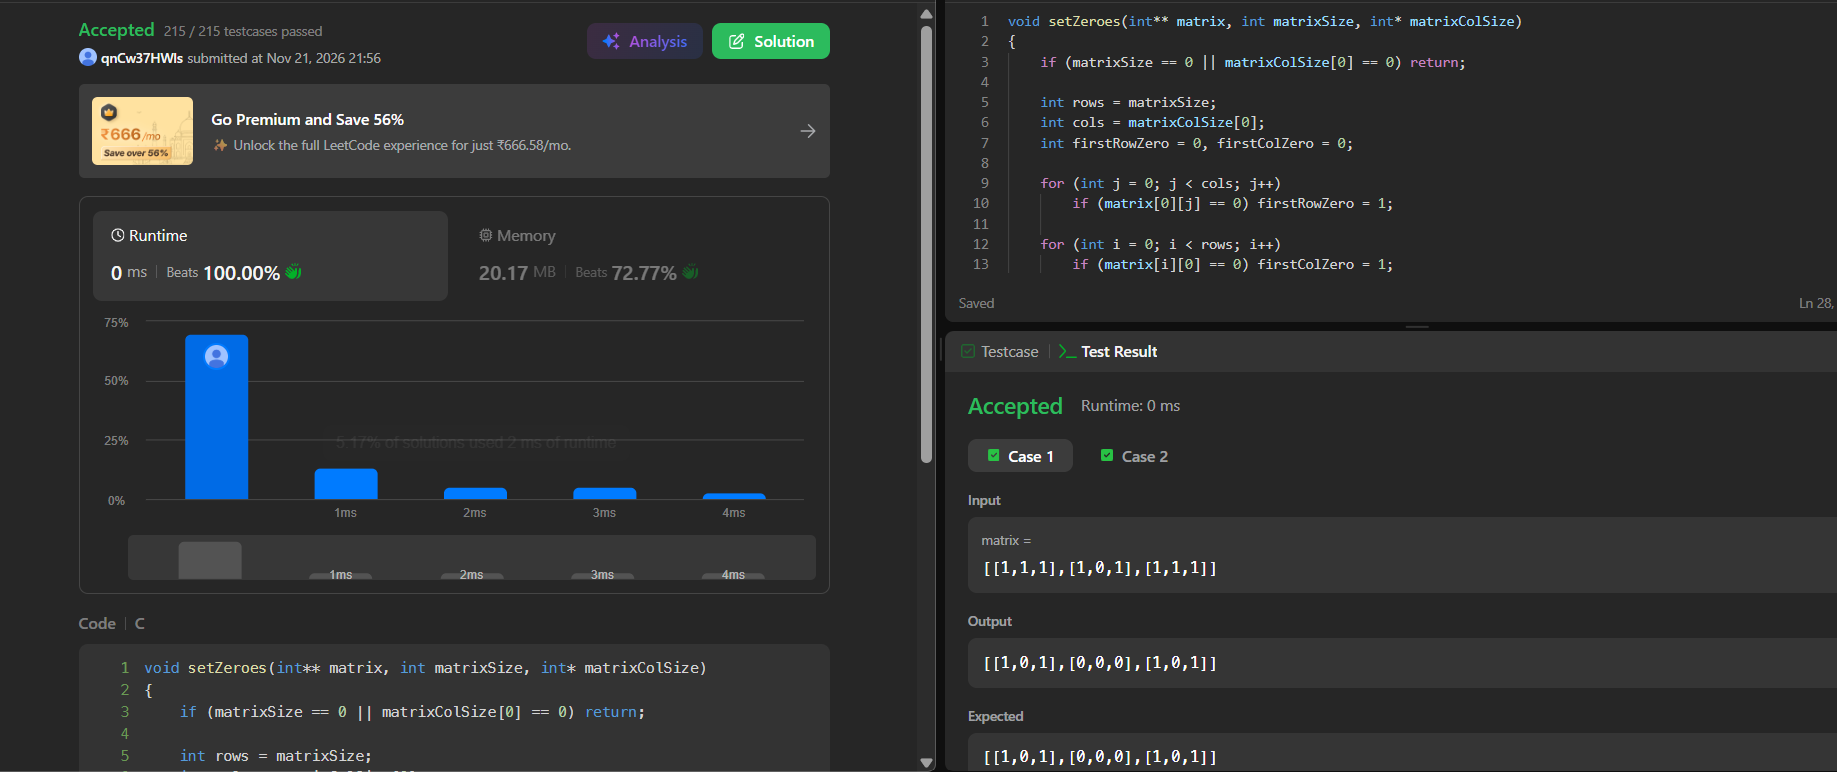 Accepted 215 / 215 testcases passed
qnCw37HWls submitted at Nov 21, 2026 21:56
Analysis
Solution
₹666 /mo
Save over 56%
Go Premium and Save 56%
✨ Unlock the full LeetCode experience for just ₹666.58/mo.
Runtime
0 ms | Beats 100.00%
Memory
20.17 MB | Beats 72.77%
75%
50%
25%
0%
5.17% of solutions used 2 ms of runtime
1ms 2ms 3ms 4ms
1ms 2ms 3ms 4ms
Code | C
1 void setZeroes(int** matrix, int matrixSize, int* matrixColSize)
2 {
3     if (matrixSize == 0 || matrixColSize[0] == 0) return;
4
5     int rows = matrixSize;
1 void setZeroes(int** matrix, int matrixSize, int* matrixColSize)
2 {
3     if (matrixSize == 0 || matrixColSize[0] == 0) return;
4
5     int rows = matrixSize;
6     int cols = matrixColSize[0];
7     int firstRowZero = 0, firstColZero = 0;
8
9     for (int j = 0; j < cols; j++)
10         if (matrix[0][j] == 0) firstRowZero = 1;
11
12     for (int i = 0; i < rows; i++)
13         if (matrix[i][0] == 0) firstColZero = 1;
Saved
Ln 28,
Testcase | >_ Test Result
Accepted Runtime: 0 ms
Case 1 Case 2
Input
matrix =
[[1,1,1],[1,0,1],[1,1,1]]
Output
[[1,0,1],[0,0,0],[1,0,1]]
Expected
[[1,0,1],[0,0,0],[1,0,1]]